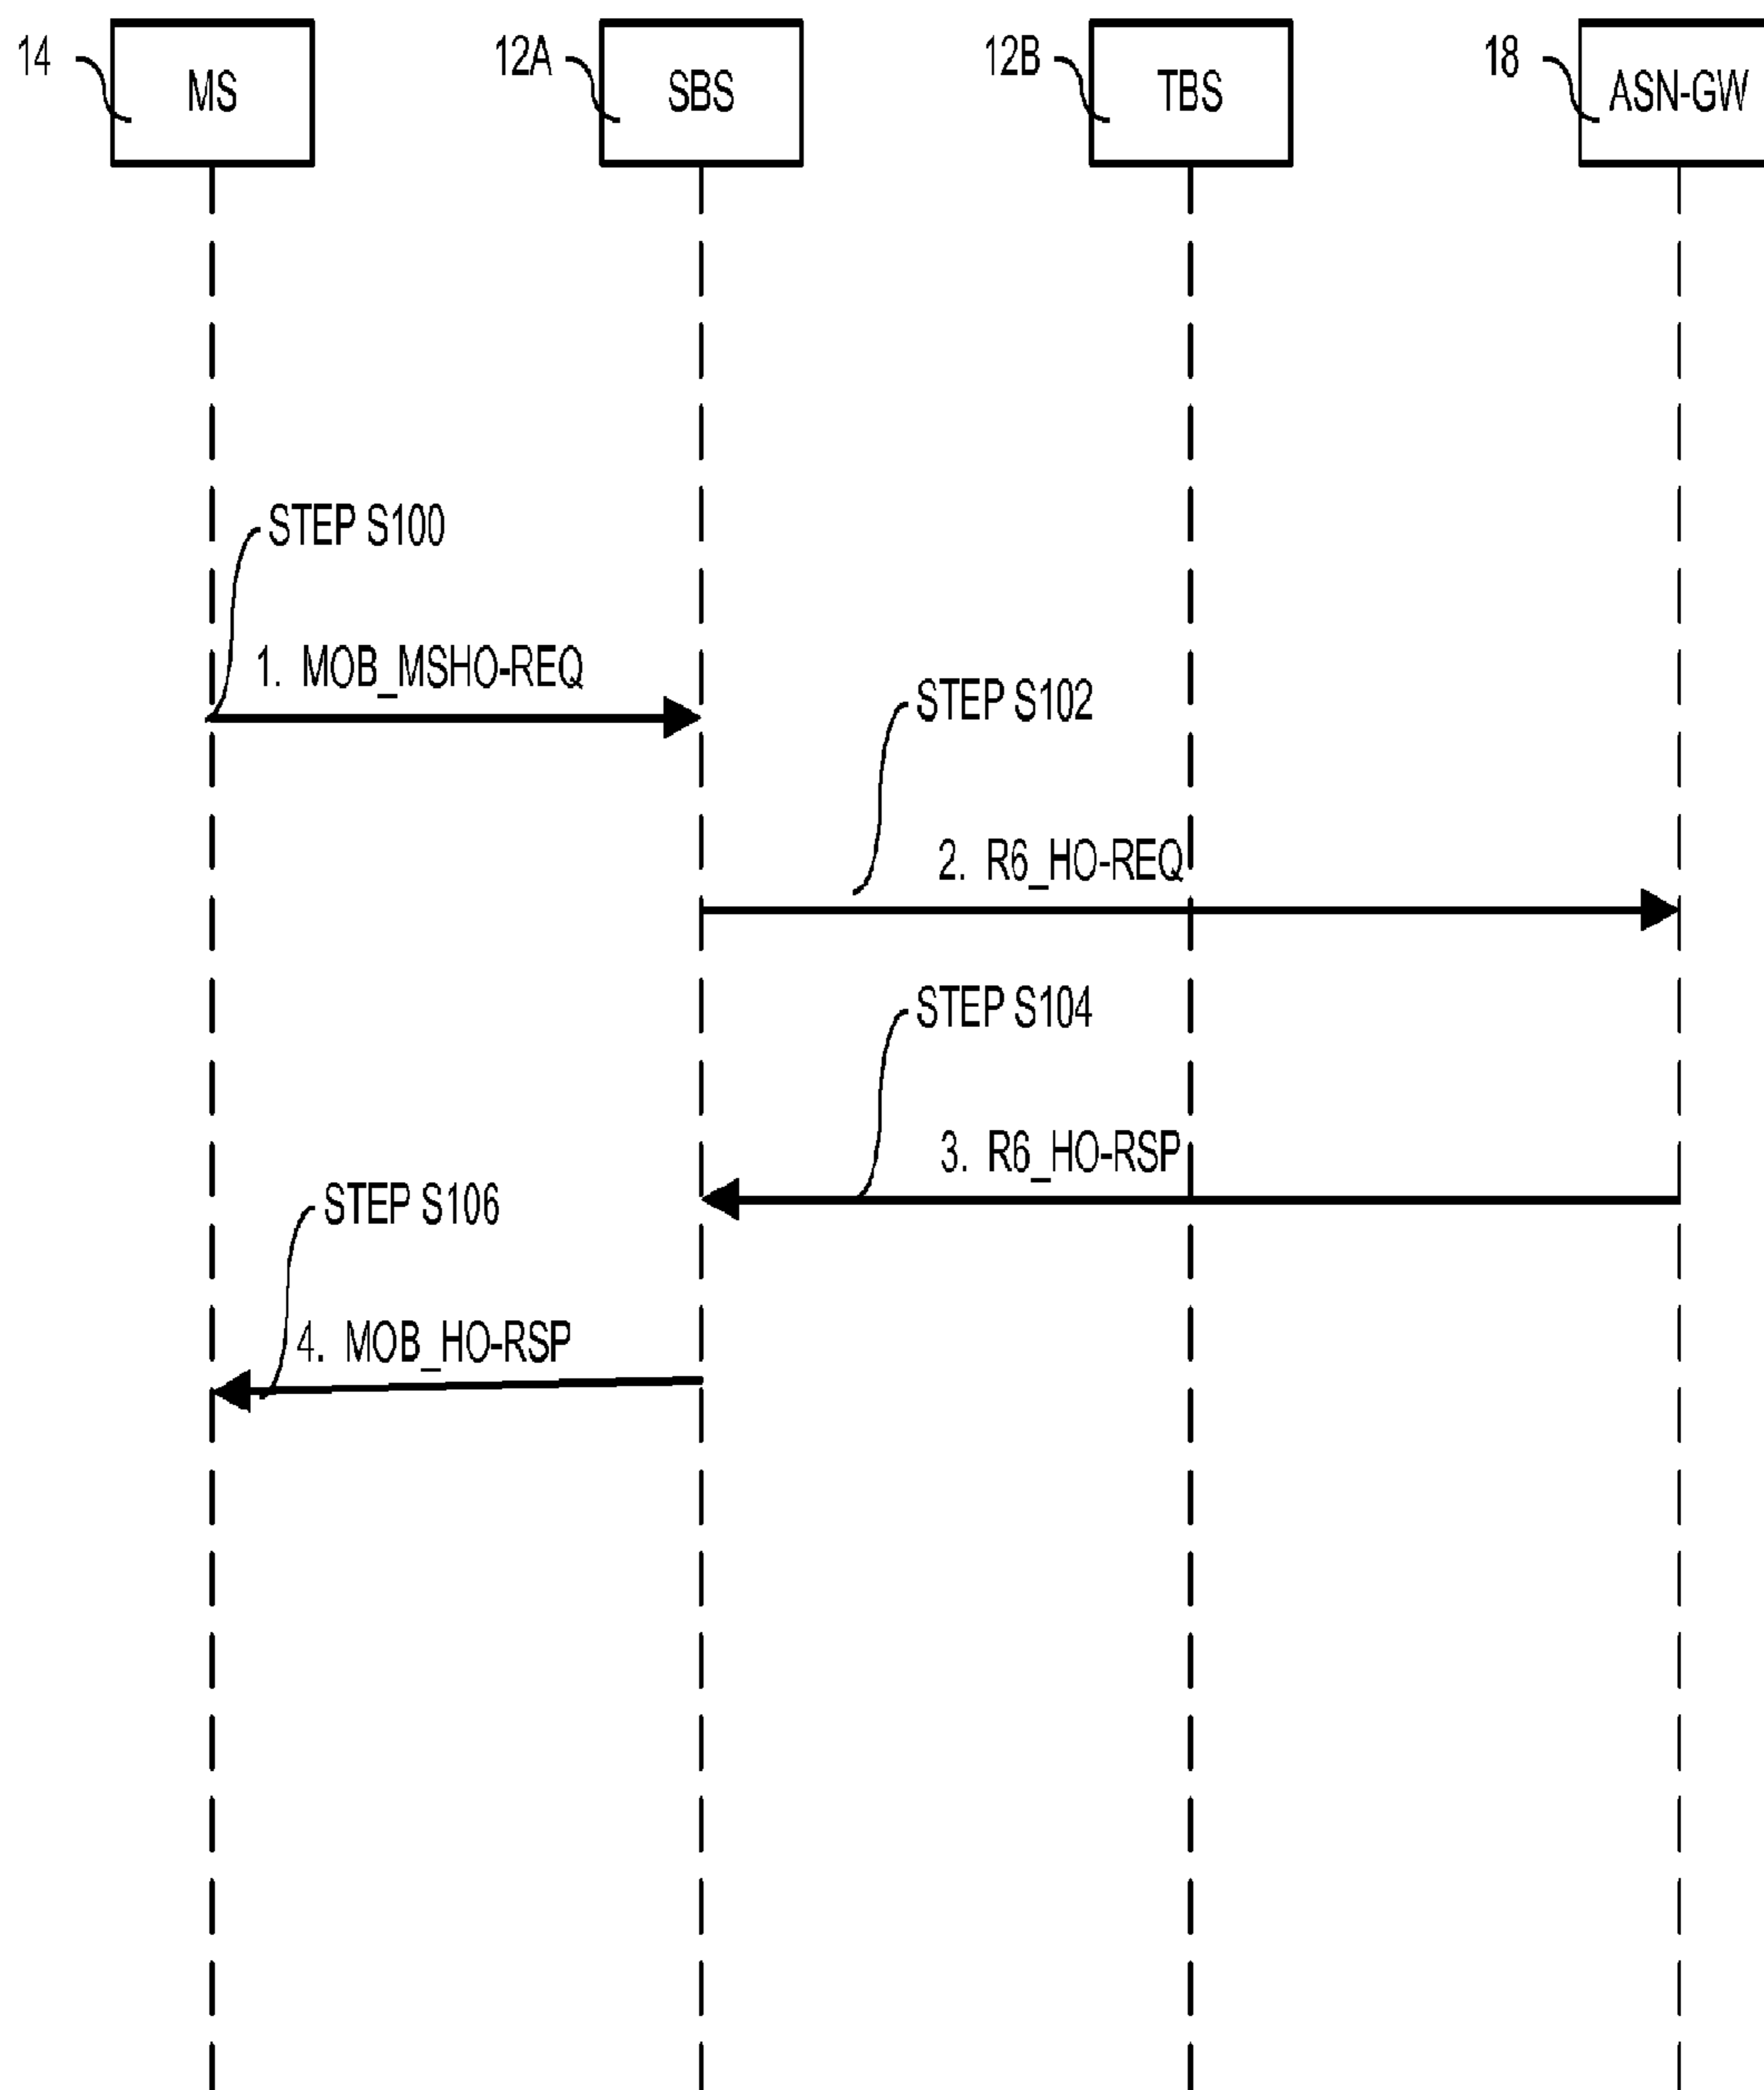 14
MS
12A
SBS
12B
TBS
18
ASN-GW
STEP S100
1. MOB_MSHO-REQ
STEP S102
2. R6_HO-REQ
STEP S104
3. R6_HO-RSP
STEP S106
4. MOB_HO-RSP